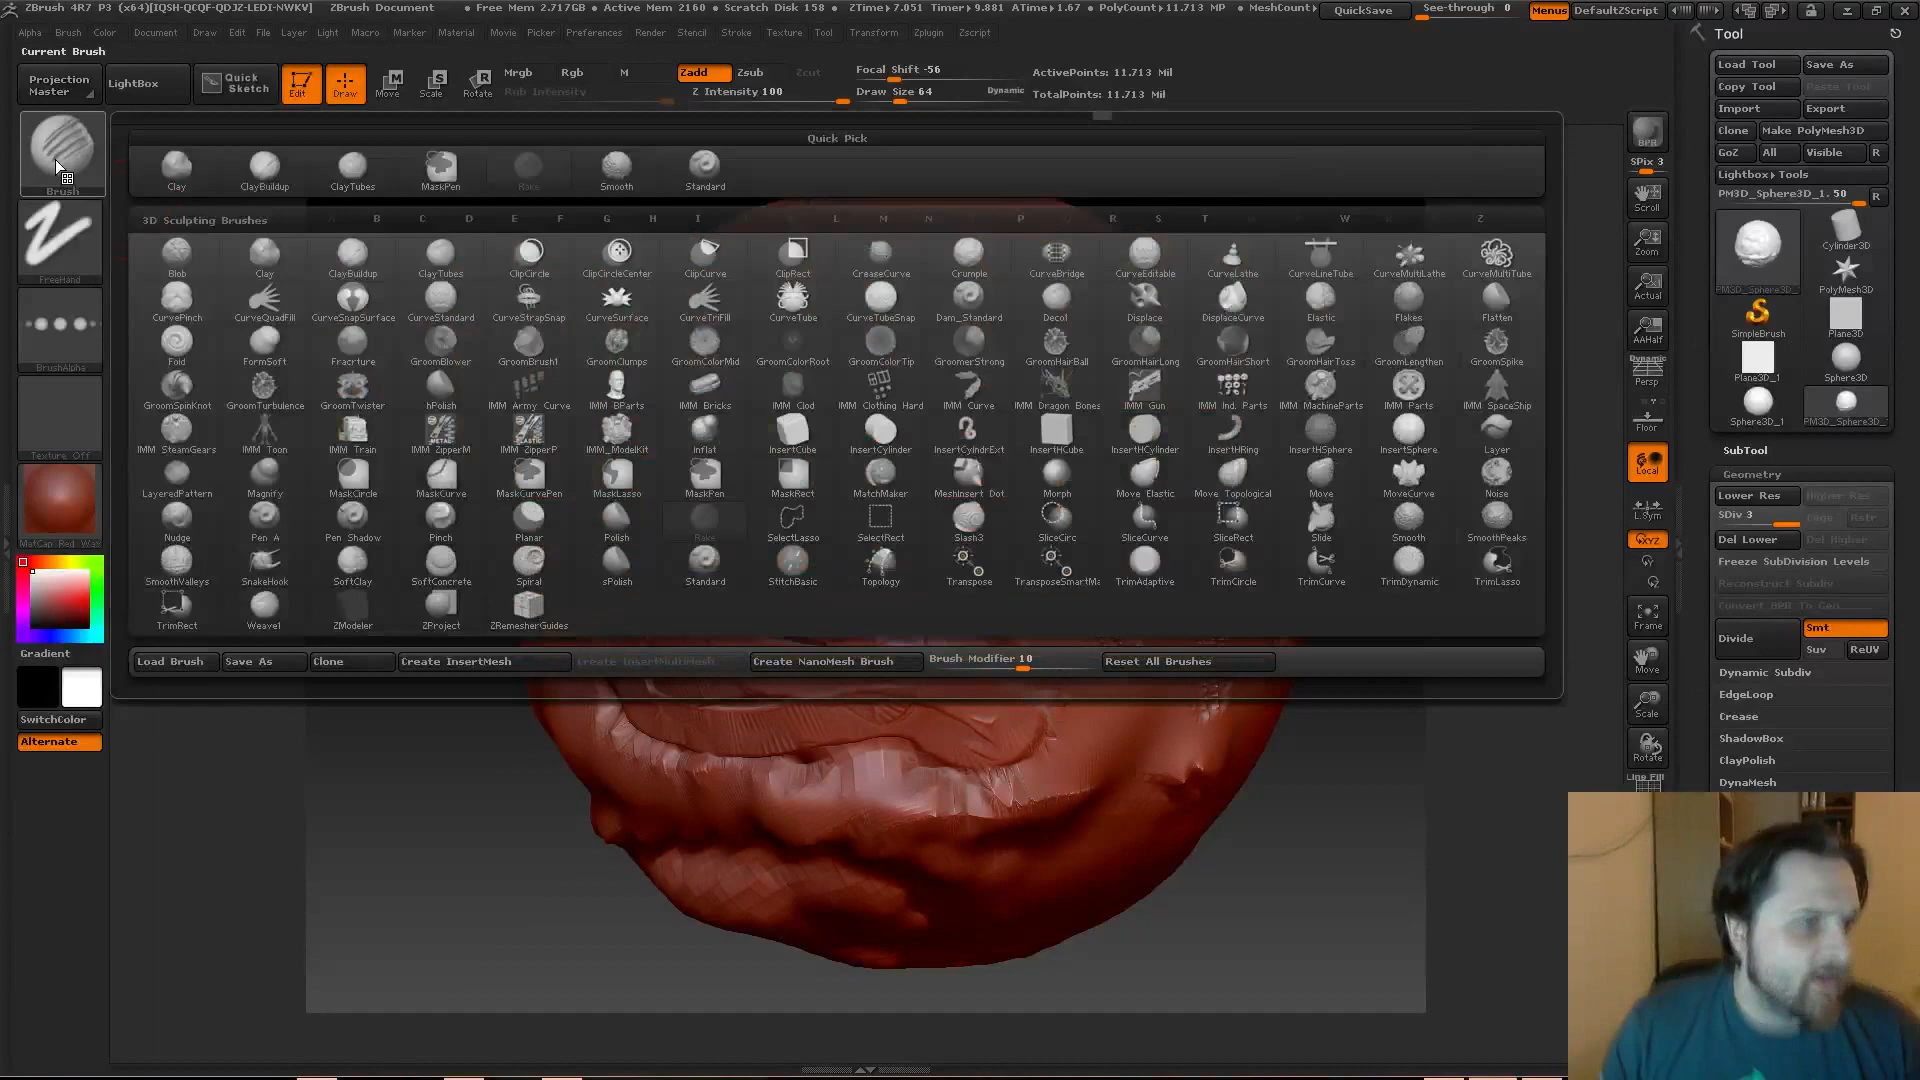 ZBrush 4R7 P3 (x64)[IQSH-QCQF-QDJZ-LEDI-NWKV] ZBrush Document • Free Mem 2.717GB • Active Mem 2160 • Scratch Disk 158 • ZTime▸7.051 Timer▸9.881 ATime▸1.67 • PolyCount▸11.713 MP • MeshCount▸ QuickSave See-through 0 Menus DefaultZScript
Alpha Brush Color Document Draw Edit File Layer Light Macro Marker Material Movie Picker Preferences Render Stencil Stroke Texture Tool Transform Zplugin Zscript
Current Brush
Projection Master LightBox Quick Sketch Edit Draw Move Scale Rotate
Mrgb Rgb M Zadd Zsub Zcut Focal Shift -56 ActivePoints: 11.713 Mil
Rgb Intensity Z Intensity 100 Draw Size 64 Dynamic TotalPoints: 11.713 Mil
Quick Pick
Clay ClayBuildup ClayTubes MaskPen Rake Smooth Standard
3D Sculpting Brushes A B C D E F G H I L M N P R S T W Z
Blob Clay ClayBuildup ClayTubes ClipCircle ClipCircleCenter ClipCurve ClipRect CreaseCurve Crumple CurveBridge CurveEditable CurveLathe CurveLineTube CurveMultiLathe CurveMultiTube
CurvePinch CurveQuadFill CurveSnapSurface CurveStandard CurveStrapSnap CurveSurface CurveTriFill CurveTube CurveTubeSnap Dam_Standard Deco1 Displace DisplaceCurve Elastic Flakes Flatten
Fold FormSoft Fracrture GroomBlower GroomBrush1 GroomClumps GroomColorMid GroomColorRoot GroomColorTip GroomerStrong GroomHairBall GroomHairLong GroomHairShort GroomHairToss GroomLengthen GroomSpike
GroomSpinKnot GroomTurbulence GroomTwister hPolish IMM Army Curve IMM BParts IMM Bricks IMM Clod IMM Clothing Hard IMM Curve IMM Dragon Bones IMM Gun IMM Ind. Parts IMM MachineParts IMM Parts IMM SpaceShip
IMM SteamGears IMM Toon IMM Train IMM ZipperM IMM ZipperP IMM_ModelKit Inflat InsertCube InsertCylinder InsertCylndrExt InsertHCube InsertHCylinder InsertHRing InsertHSphere InsertSphere Layer
LayeredPattern Magnify MaskCircle MaskCurve MaskCurvePen MaskLasso MaskPen MaskRect MatchMaker MeshInsert Dot Morph Move Elastic Move Topological Move MoveCurve Noise
Nudge Pen A Pen Shadow Pinch Planar Polish Rake SelectLasso SelectRect Slash3 SliceCirc SliceCurve SliceRect Slide Smooth SmoothPeaks
SmoothValleys SnakeHook SoftClay SoftConcrete Spiral sPolish Standard StitchBasic Topology Transpose TransposeSmartMa TrimAdaptive TrimCircle TrimCurve TrimDynamic TrimLasso
TrimRect Weave1 ZModeler ZProject ZRemesherGuides
Load Brush Save As Clone Create InsertMesh Create InsertMultiMesh Create NanoMesh Brush Brush Modifier 10 Reset All Brushes
Brush
FreeHand
BrushAlpha
Texture Off
MatCap Red Wax
Gradient
SwitchColor
Alternate
BPR
SPix 3
Scroll
Zoom
Actual
AAHalf
Dynamic
Persp
Floor
Local
L.Sym
XYZ
Frame
Move
Scale
Rotate
Line Fill
Tool
Load Tool Save As
Copy Tool Paste Tool
Import Export
Clone Make PolyMesh3D
GoZ All Visible R
Lightbox▸Tools
PM3D_Sphere3D_1. 50 R
Cylinder3D
PM3D_Sphere3D_ PolyMesh3D
SimpleBrush Plane3D
Plane3D_1 Sphere3D
Sphere3D_1 PM3D_Sphere3D_
SubTool
Geometry
Lower Res Higher Res
SDiv 3 Cage Rstr
Del Lower Del Higher
Freeze SubDivision Levels
Reconstruct Subdiv
Convert BPR To Geo
Divide Smt
Suv ReUV
Dynamic Subdiv
EdgeLoop
Crease
ShadowBox
ClayPolish
DynaMesh